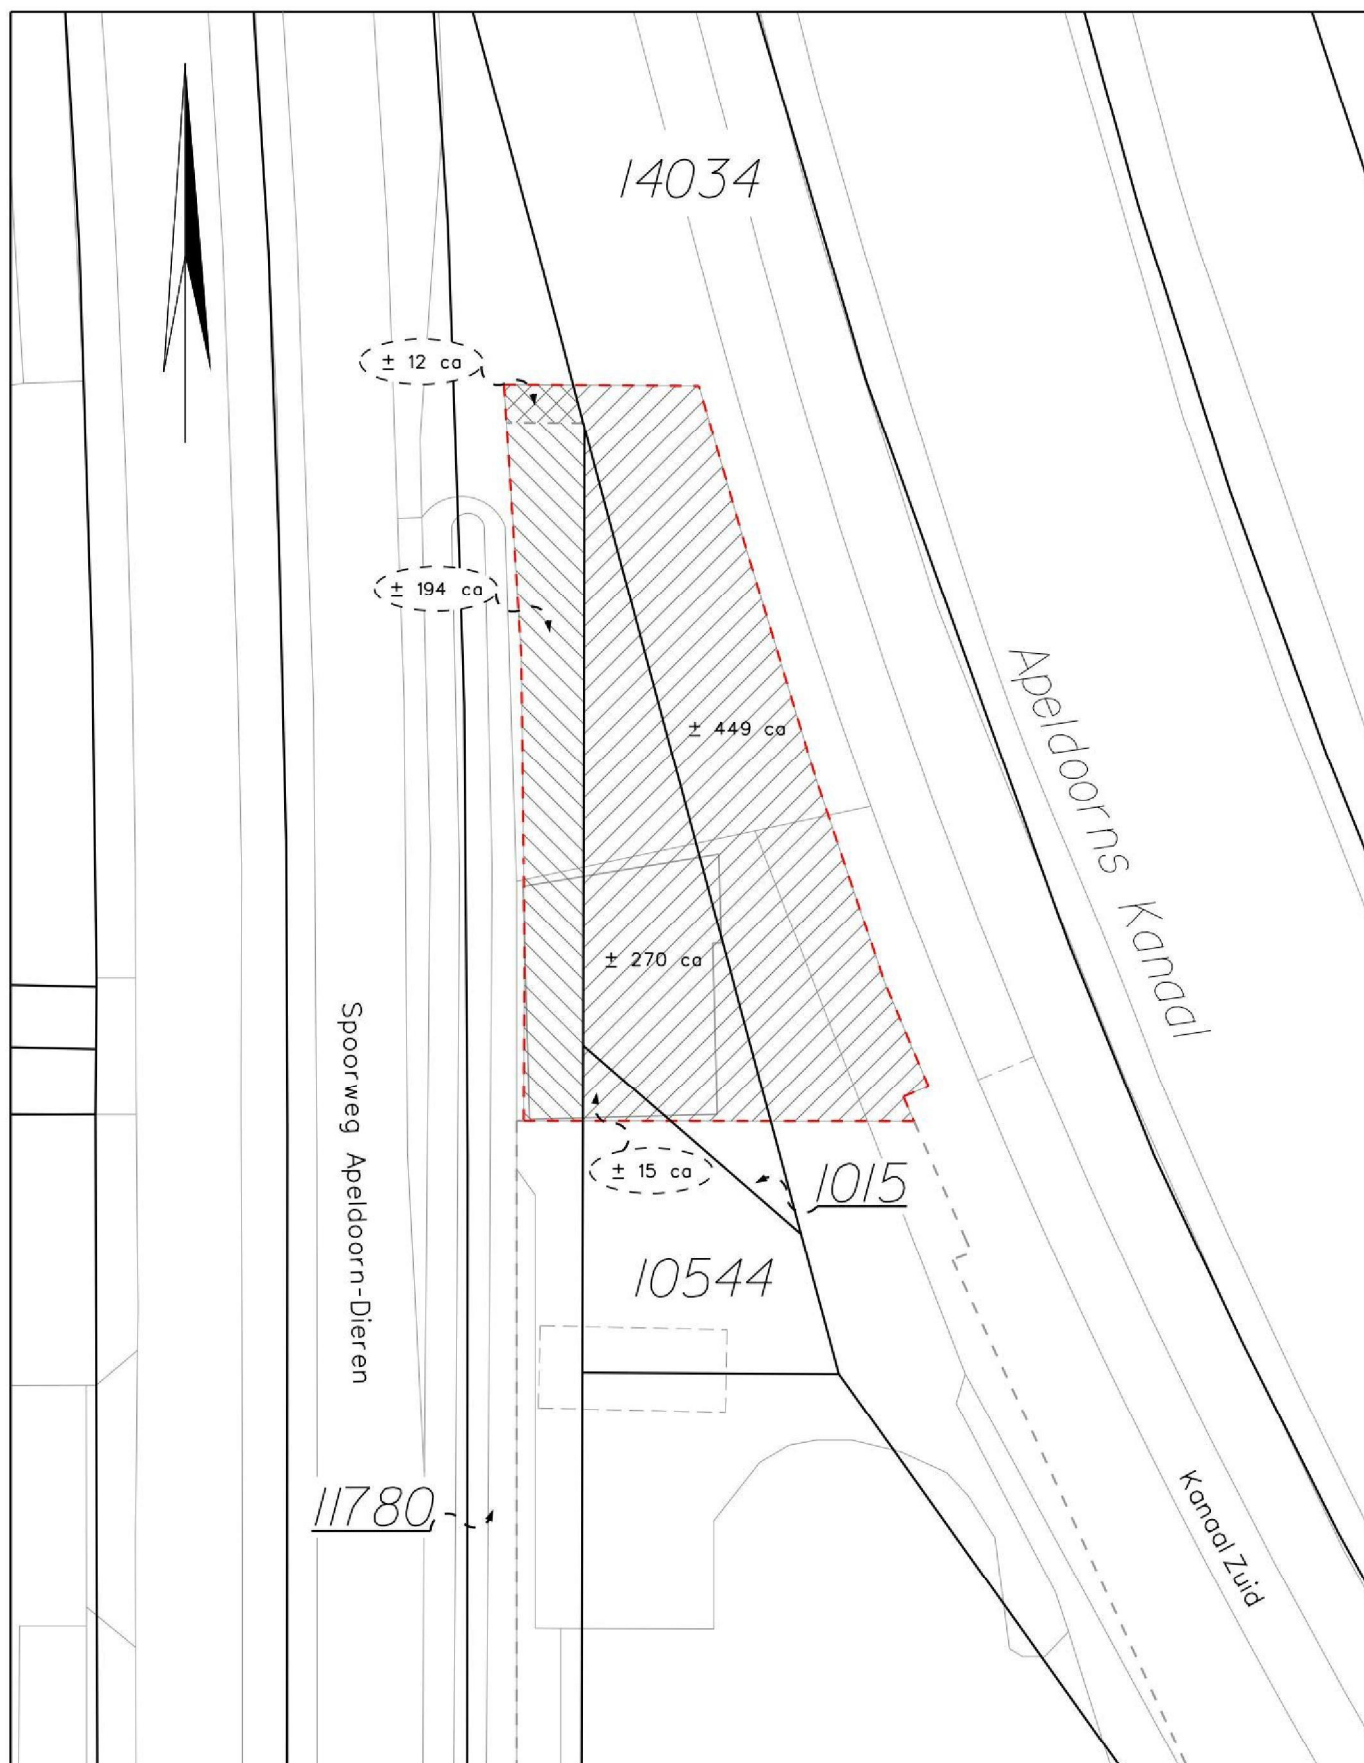 14034
± 12 ca
± 194 ca
± 449 ca
Apeldoorns Kanaal
± 270 ca
Spoorweg Apeldoorn-Dieren
± 15 ca
1015
10544
11780
Kanaal Zuid